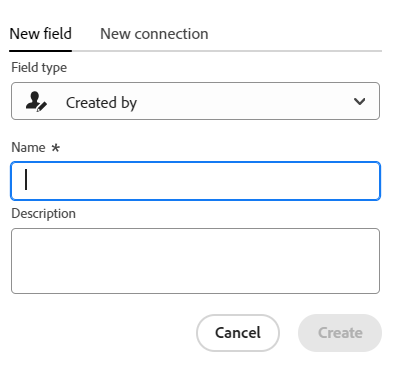 New field New connection
Field type
Created by
Name *
Description
Cancel Create